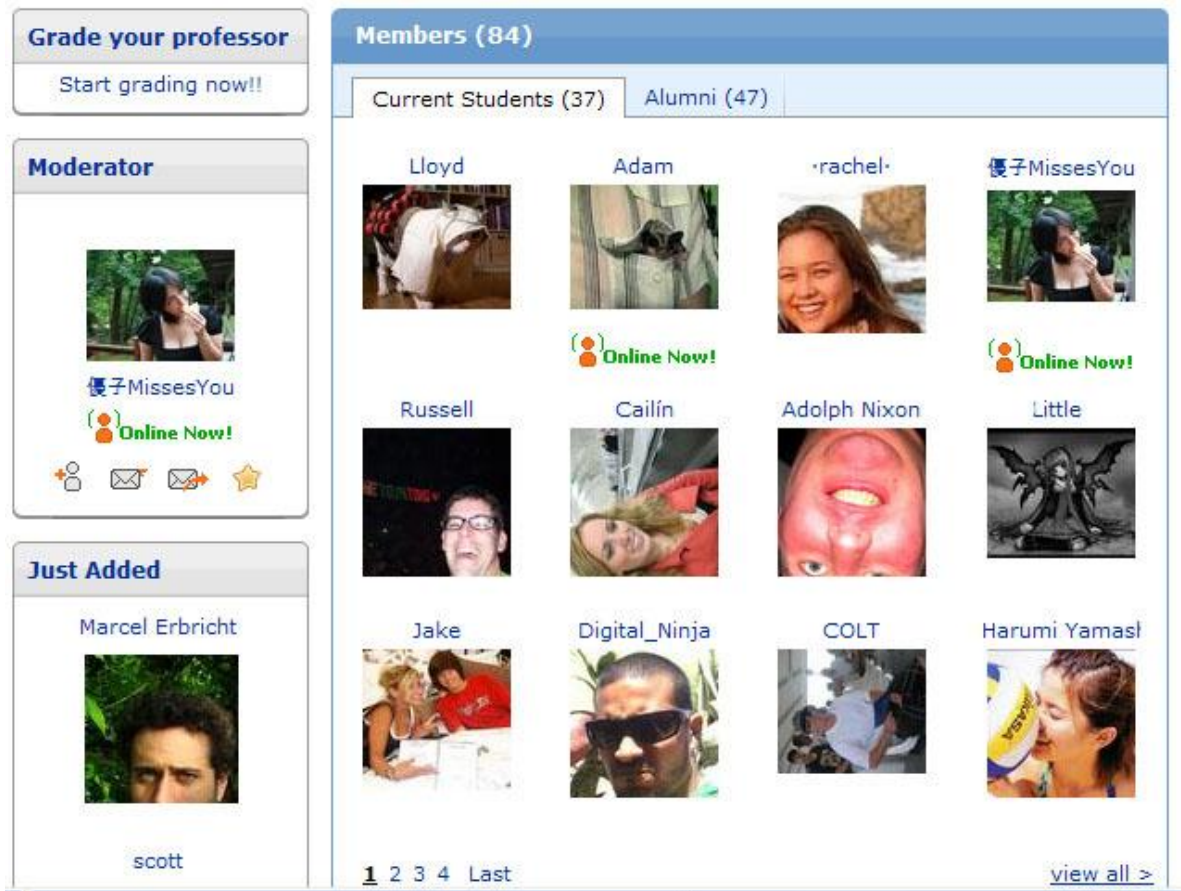 Grade your professor
Start grading now!!
Moderator
優子MissesYou
Online Now!
Just Added
Marcel Erbricht
scott
Members (84)
Current Students (37)
Alumni (47)
Lloyd
Adam
·rachel·
優子MissesYou
Online Now!
Online Now!
Russell
Cailín
Adolph Nixon
Little
Jake
Digital_Ninja
COLT
Harumi Yamash
1 2 3 4 Last
view all >